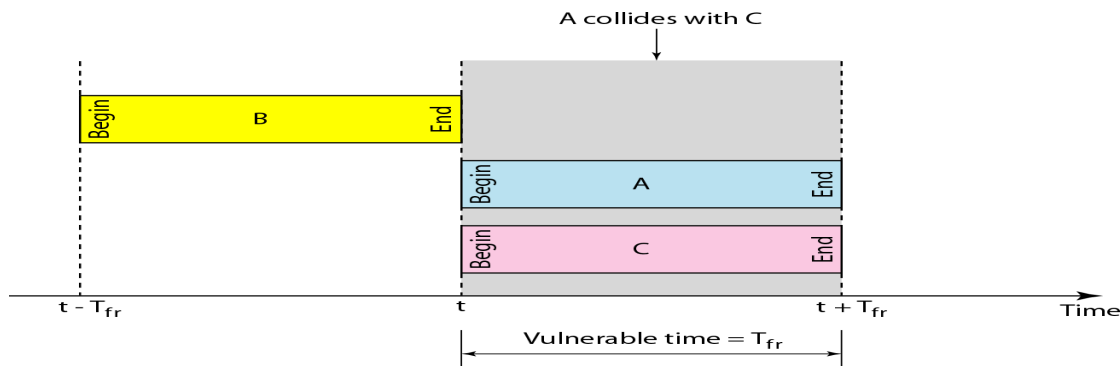 A collides with C
Begin B End
Begin A End
Begin C End
t - Tfr t t + Tfr Time
Vulnerable time = Tfr